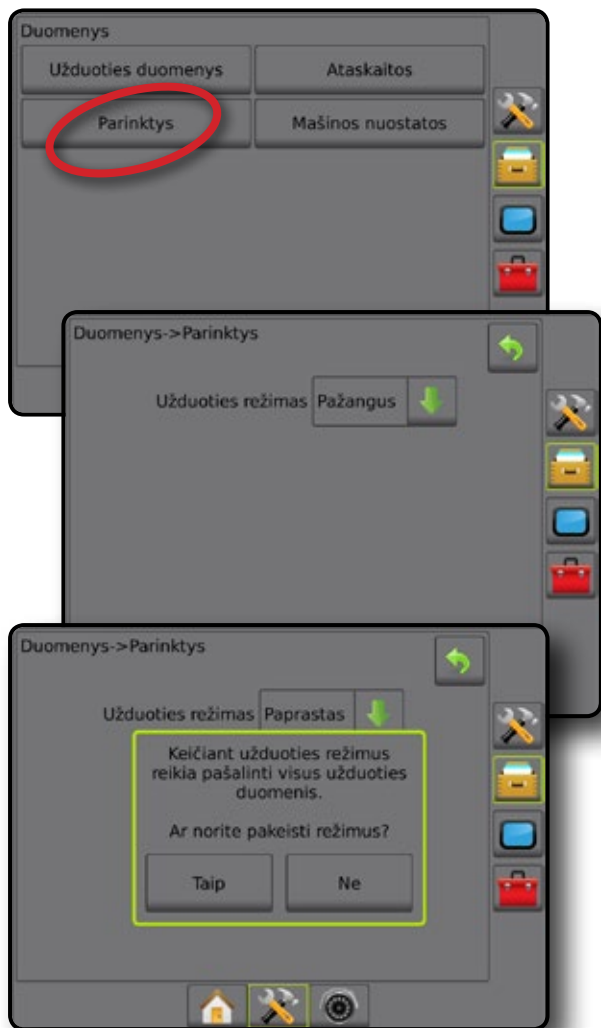 Duomenys
Užduoties duomenys
Ataskaitos
Parinktys
Mašinos nuostatos
Duomenys->Parinktys
Užduoties režimas Pažangus
Duomenys->Parinktys
Užduoties režimas Paprastas
Keičiant užduoties režimus
reikia pašalinti visus užduoties
duomenis.
Ar norite pakeisti režimus?
Taip
Ne